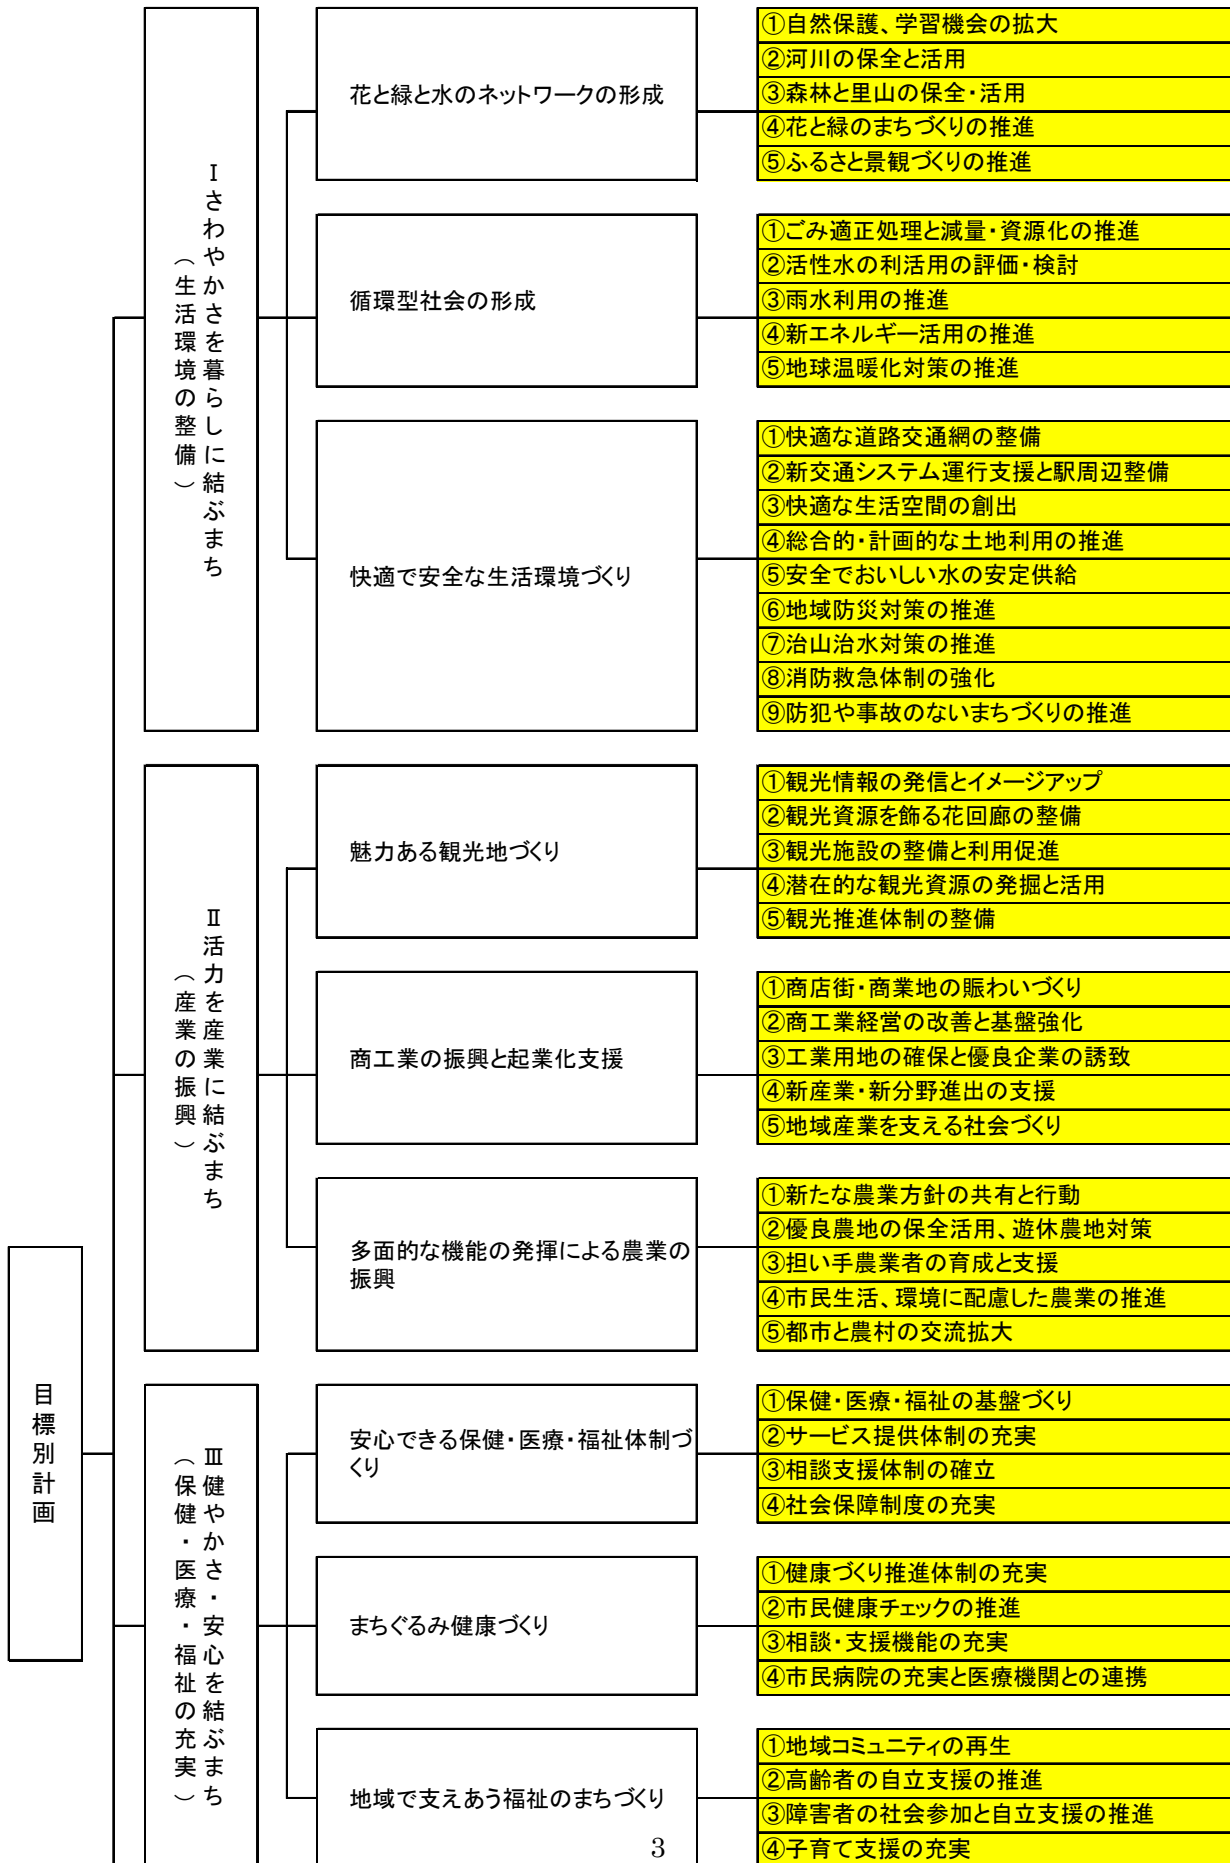 目標別計画
Ⅰさわやかさを暮らしに結ぶまち
（生活環境の整備）
花と緑と水のネットワークの形成
①自然保護、学習機会の拡大
②河川の保全と活用
③森林と里山の保全・活用
④花と緑のまちづくりの推進
⑤ふるさと景観づくりの推進
循環型社会の形成
①ごみ適正処理と減量・資源化の推進
②活性水の利活用の評価・検討
③雨水利用の推進
④新エネルギー活用の推進
⑤地球温暖化対策の推進
快適で安全な生活環境づくり
①快適な道路交通網の整備
②新交通システム運行支援と駅周辺整備
③快適な生活空間の創出
④総合的・計画的な土地利用の推進
⑤安全でおいしい水の安定供給
⑥地域防災対策の推進
⑦治山治水対策の推進
⑧消防救急体制の強化
⑨防犯や事故のないまちづくりの推進
Ⅱ活力を産業に結ぶまち
（産業の振興）
魅力ある観光地づくり
①観光情報の発信とイメージアップ
②観光資源を飾る花回廊の整備
③観光施設の整備と利用促進
④潜在的な観光資源の発掘と活用
⑤観光推進体制の整備
商工業の振興と起業化支援
①商店街・商業地の賑わいづくり
②商工業経営の改善と基盤強化
③工業用地の確保と優良企業の誘致
④新産業・新分野進出の支援
⑤地域産業を支える社会づくり
多面的な機能の発揮による農業の
振興
①新たな農業方針の共有と行動
②優良農地の保全活用、遊休農地対策
③担い手農業者の育成と支援
④市民生活、環境に配慮した農業の推進
⑤都市と農村の交流拡大
Ⅲ健やかさ・安心を結ぶまち
（保健・医療・福祉の充実）
安心できる保健・医療・福祉体制づ
くり
①保健・医療・福祉の基盤づくり
②サービス提供体制の充実
③相談支援体制の確立
④社会保障制度の充実
まちぐるみ健康づくり
①健康づくり推進体制の充実
②市民健康チェックの推進
③相談・支援機能の充実
④市民病院の充実と医療機関との連携
地域で支えあう福祉のまちづくり
①地域コミュニティの再生
②高齢者の自立支援の推進
③障害者の社会参加と自立支援の推進
④子育て支援の充実
3